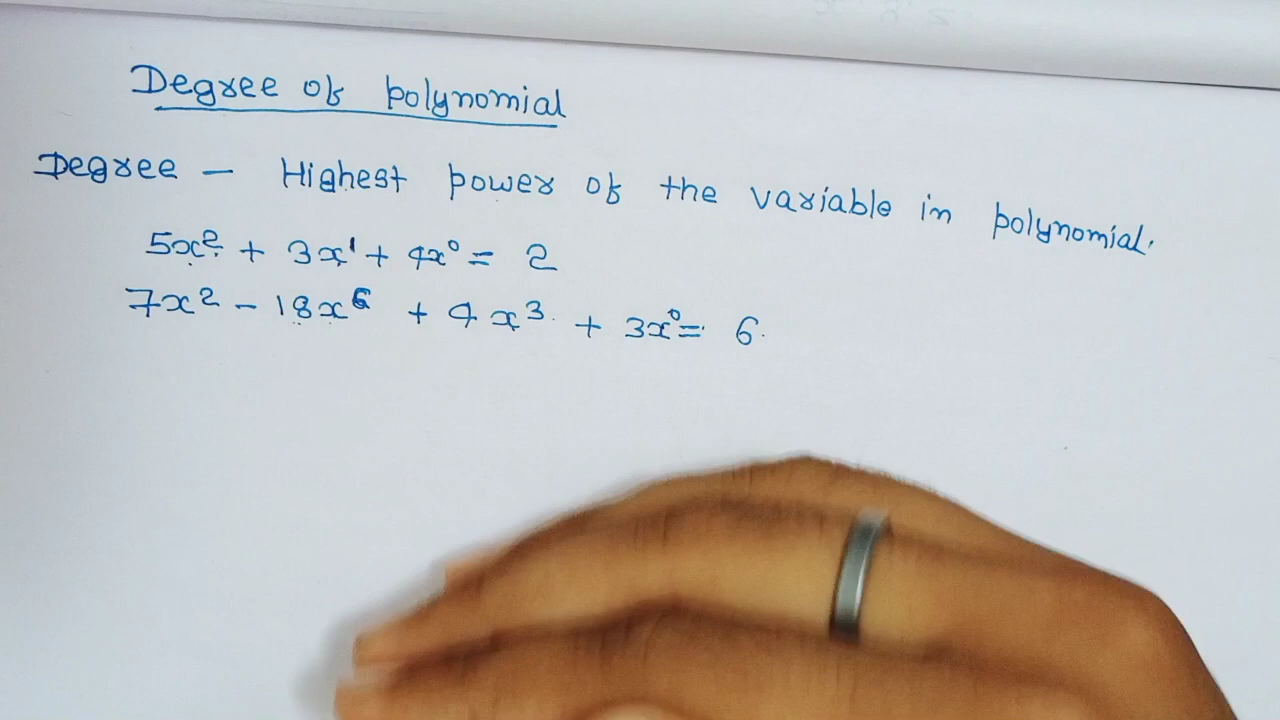 Degree of polynomial
Degree - Highest power of the variable in polynomial.
5x² + 3x¹ + 4x⁰ = 2
7x² - 18x⁶ + 4x³ + 3x⁰ = 6.